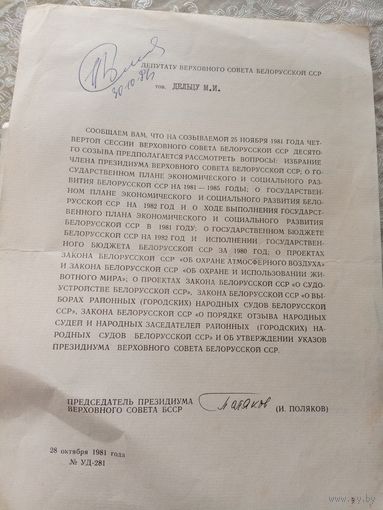 30.10.81г
ДЕПУТАТУ ВЕРХОВНОГО СОВЕТА БЕЛОРУССКОЙ ССР
тов. ДЕЛЬЦУ М.И.
СООБЩАЕМ ВАМ, ЧТО НА СОЗЫВАЕМОЙ 25 НОЯБРЯ 1981 ГОДА ЧЕТ-
ВЕРТОЙ СЕССИИ ВЕРХОВНОГО СОВЕТА БЕЛОРУССКОЙ ССР ДЕСЯТО-
ГО СОЗЫВА ПРЕДПОЛАГАЕТСЯ РАССМОТРЕТЬ ВОПРОСЫ: ИЗБРАНИЕ
ЧЛЕНА ПРЕЗИДИУМА ВЕРХОВНОГО СОВЕТА БЕЛОРУССКОЙ ССР; О ГО-
СУДАРСТВЕННОМ ПЛАНЕ ЭКОНОМИЧЕСКОГО И СОЦИАЛЬНОГО РАЗ-
ВИТИЯ БЕЛОРУССКОЙ ССР НА 1981 — 1985 ГОДЫ; О ГОСУДАРСТВЕН-
НОМ ПЛАНЕ ЭКОНОМИЧЕСКОГО И СОЦИАЛЬНОГО РАЗВИТИЯ БЕЛО-
РУССКОЙ ССР НА 1982 ГОД И О ХОДЕ ВЫПОЛНЕНИЯ ГОСУДАРСТ-
ВЕННОГО ПЛАНА ЭКОНОМИЧЕСКОГО И СОЦИАЛЬНОГО РАЗВИТИЯ
БЕЛОРУССКОЙ ССР В 1981 ГОДУ; О ГОСУДАРСТВЕННОМ БЮДЖЕТЕ
БЕЛОРУССКОЙ ССР НА 1982 ГОД И ИСПОЛНЕНИИ ГОСУДАРСТВЕН-
НОГО БЮДЖЕТА БЕЛОРУССКОЙ ССР ЗА 1980 ГОД; О ПРОЕКТАХ
ЗАКОНА БЕЛОРУССКОЙ ССР «ОБ ОХРАНЕ АТМОСФЕРНОГО ВОЗДУХА»
И ЗАКОНА БЕЛОРУССКОЙ ССР «ОБ ОХРАНЕ И ИСПОЛЬЗОВАНИИ ЖИ-
ВОТНОГО МИРА»; О ПРОЕКТАХ ЗАКОНА БЕЛОРУССКОЙ ССР «О СУДО-
УСТРОЙСТВЕ БЕЛОРУССКОЙ ССР», ЗАКОНА БЕЛОРУССКОЙ ССР «О ВЫ-
БОРАХ РАЙОННЫХ (ГОРОДСКИХ) НАРОДНЫХ СУДОВ БЕЛОРУССКОЙ
ССР», ЗАКОНА БЕЛОРУССКОЙ ССР «О ПОРЯДКЕ ОТЗЫВА НАРОДНЫХ
СУДЕЙ И НАРОДНЫХ ЗАСЕДАТЕЛЕЙ РАЙОННЫХ (ГОРОДСКИХ) НА-
РОДНЫХ СУДОВ БЕЛОРУССКОЙ ССР» И ОБ УТВЕРЖДЕНИИ УКАЗОВ
ПРЕЗИДИУМА ВЕРХОВНОГО СОВЕТА БЕЛОРУССКОЙ ССР.
ПРЕДСЕДАТЕЛЬ ПРЕЗИДИУМА
ВЕРХОВНОГО СОВЕТА БССР Поляков (И. ПОЛЯКОВ)
28 октября 1981 года
№ УД-281